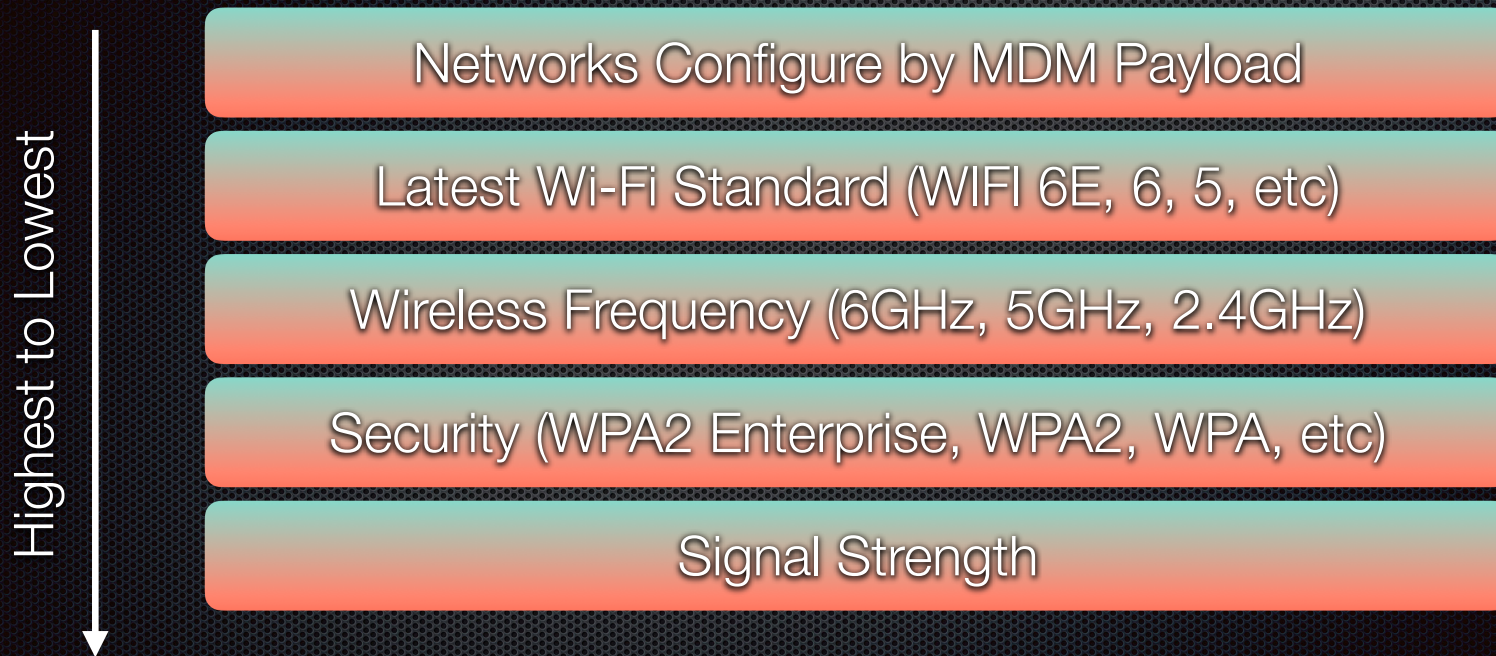 Highest to Lowest
Networks Configure by MDM Payload
Latest Wi-Fi Standard (WIFI 6E, 6, 5, etc)
Wireless Frequency (6GHz, 5GHz, 2.4GHz)
Security (WPA2 Enterprise, WPA2, WPA, etc)
Signal Strength